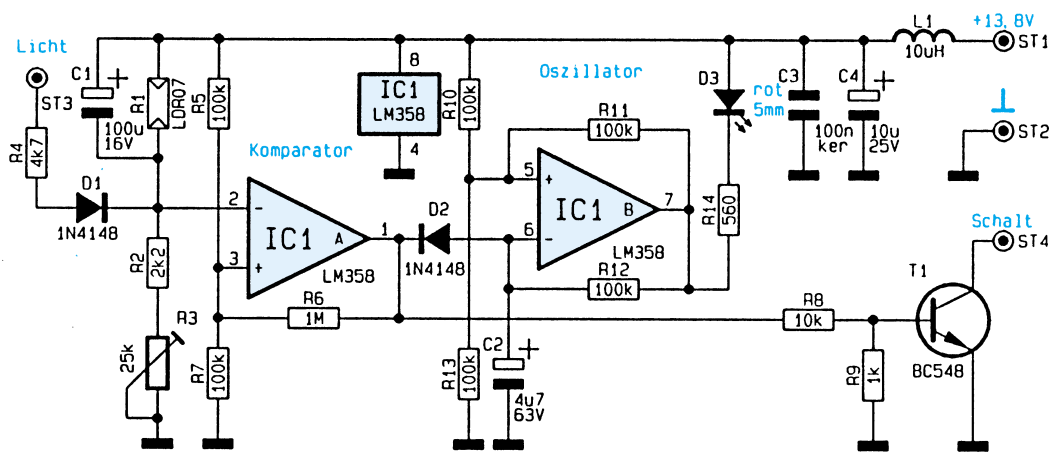 Licht
ST3
C1
+
100u
16V
R1
LDR07
R5
100k
8
IC1
LM358
4
R10
100k
Oszillator
D3
rot
5mm
C3
100n
ker
C4
+
10u
25V
L1
10uH
+13,8V
ST1
ST2
R4
4k7
D1
1N4148
Komparator
2
-
3
+
IC1
A
LM358
1
D2
1N4148
R11
100k
5
+
6
-
IC1
B
7
LM358
R12
100k
R14
560
Schalt
ST4
T1
BC548
R2
2k2
R3
25k
R7
100k
R6
1M
R13
100k
C2
+
4u7
63V
R8
10k
R9
1k